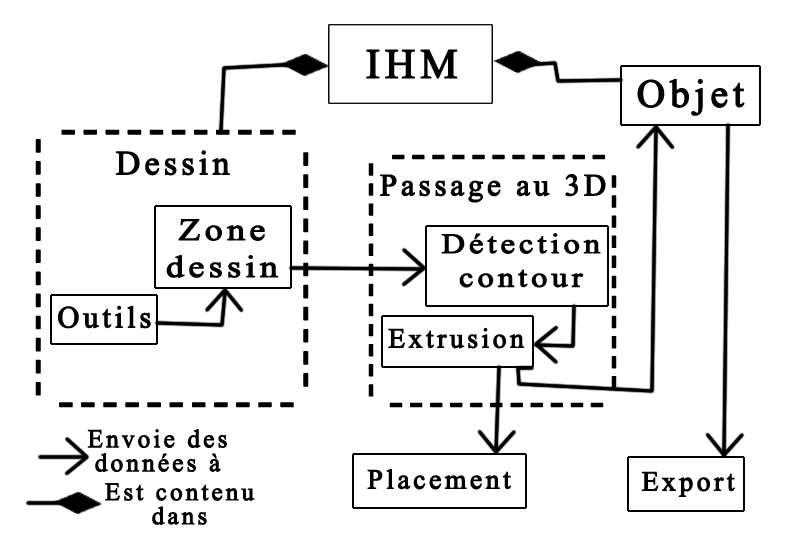 IHM
Objet
Dessin
Zone
dessin
Outils
Passage au 3D
Détection
contour
Extrusion
Placement
Export
Envoie des
données à
Est contenu
dans